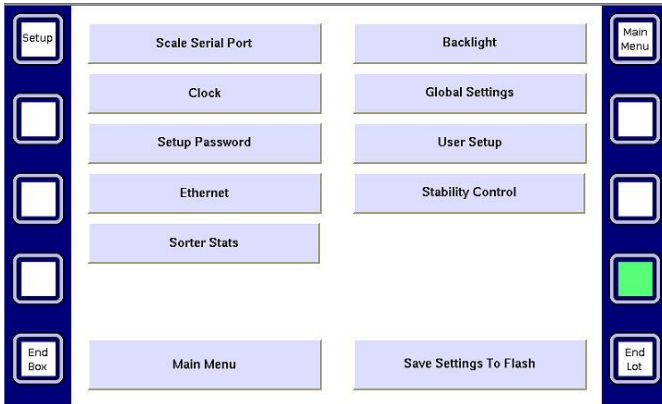 Setup
Scale Serial Port
Backlight
Main
Menu
Clock
Global Settings
Setup Password
User Setup
Ethernet
Stability Control
Sorter Stats
End
Box
Main Menu
Save Settings To Flash
End
Lot